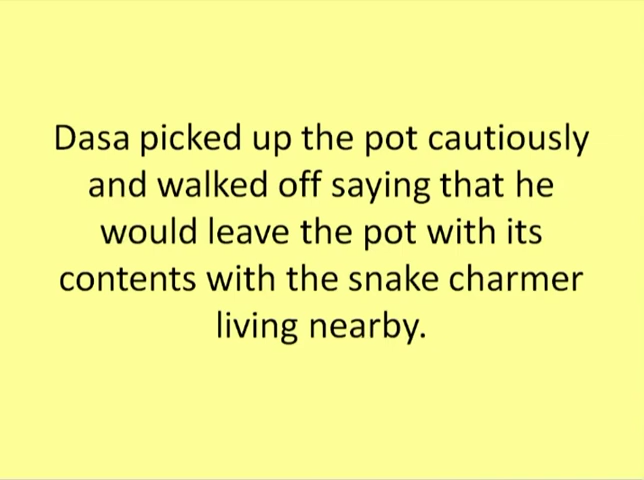 Dasa picked up the pot cautiously
and walked off saying that he
would leave the pot with its
contents with the snake charmer
living nearby.